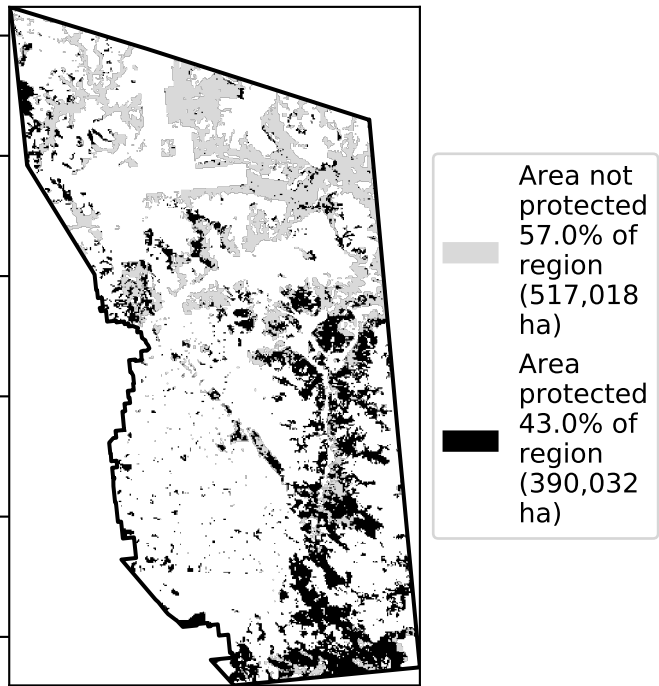 Area not
protected
57.0% of
region
(517,018
ha)
Area
protected
43.0% of
region
(390,032
ha)